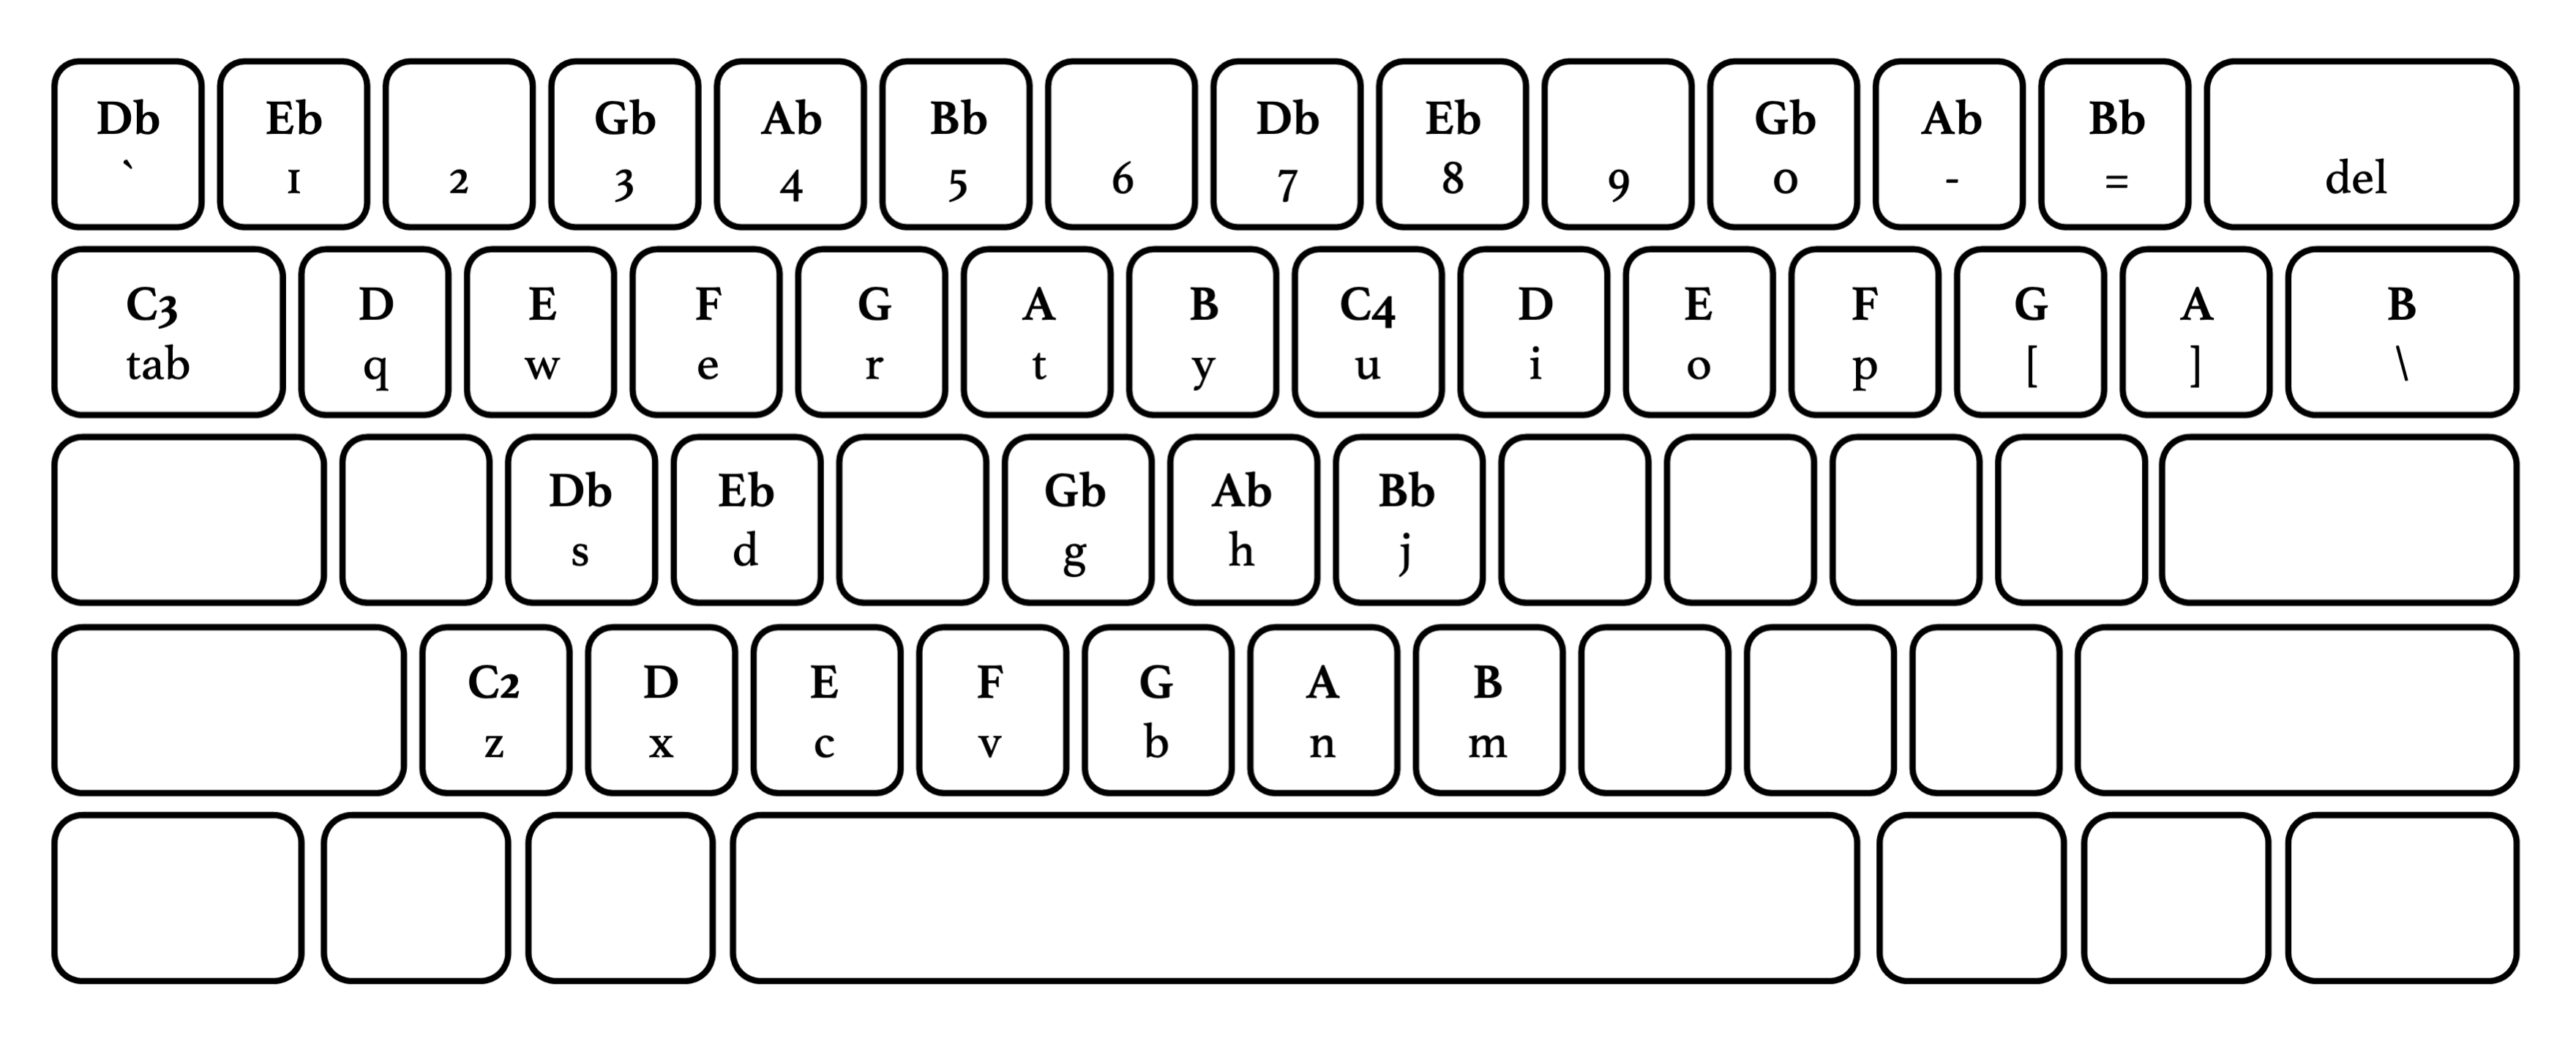 Db Eb Gb Ab Bb Db Eb Gb Ab Bb
` 1 2 3 4 5 6 7 8 9 0 - = del
C3 D E F G A B C4 D E F G A B
tab q w e r t y u i o p [ ] \
Db Eb Gb Ab Bb
s d g h j
C2 D E F G A B
z x c v b n m